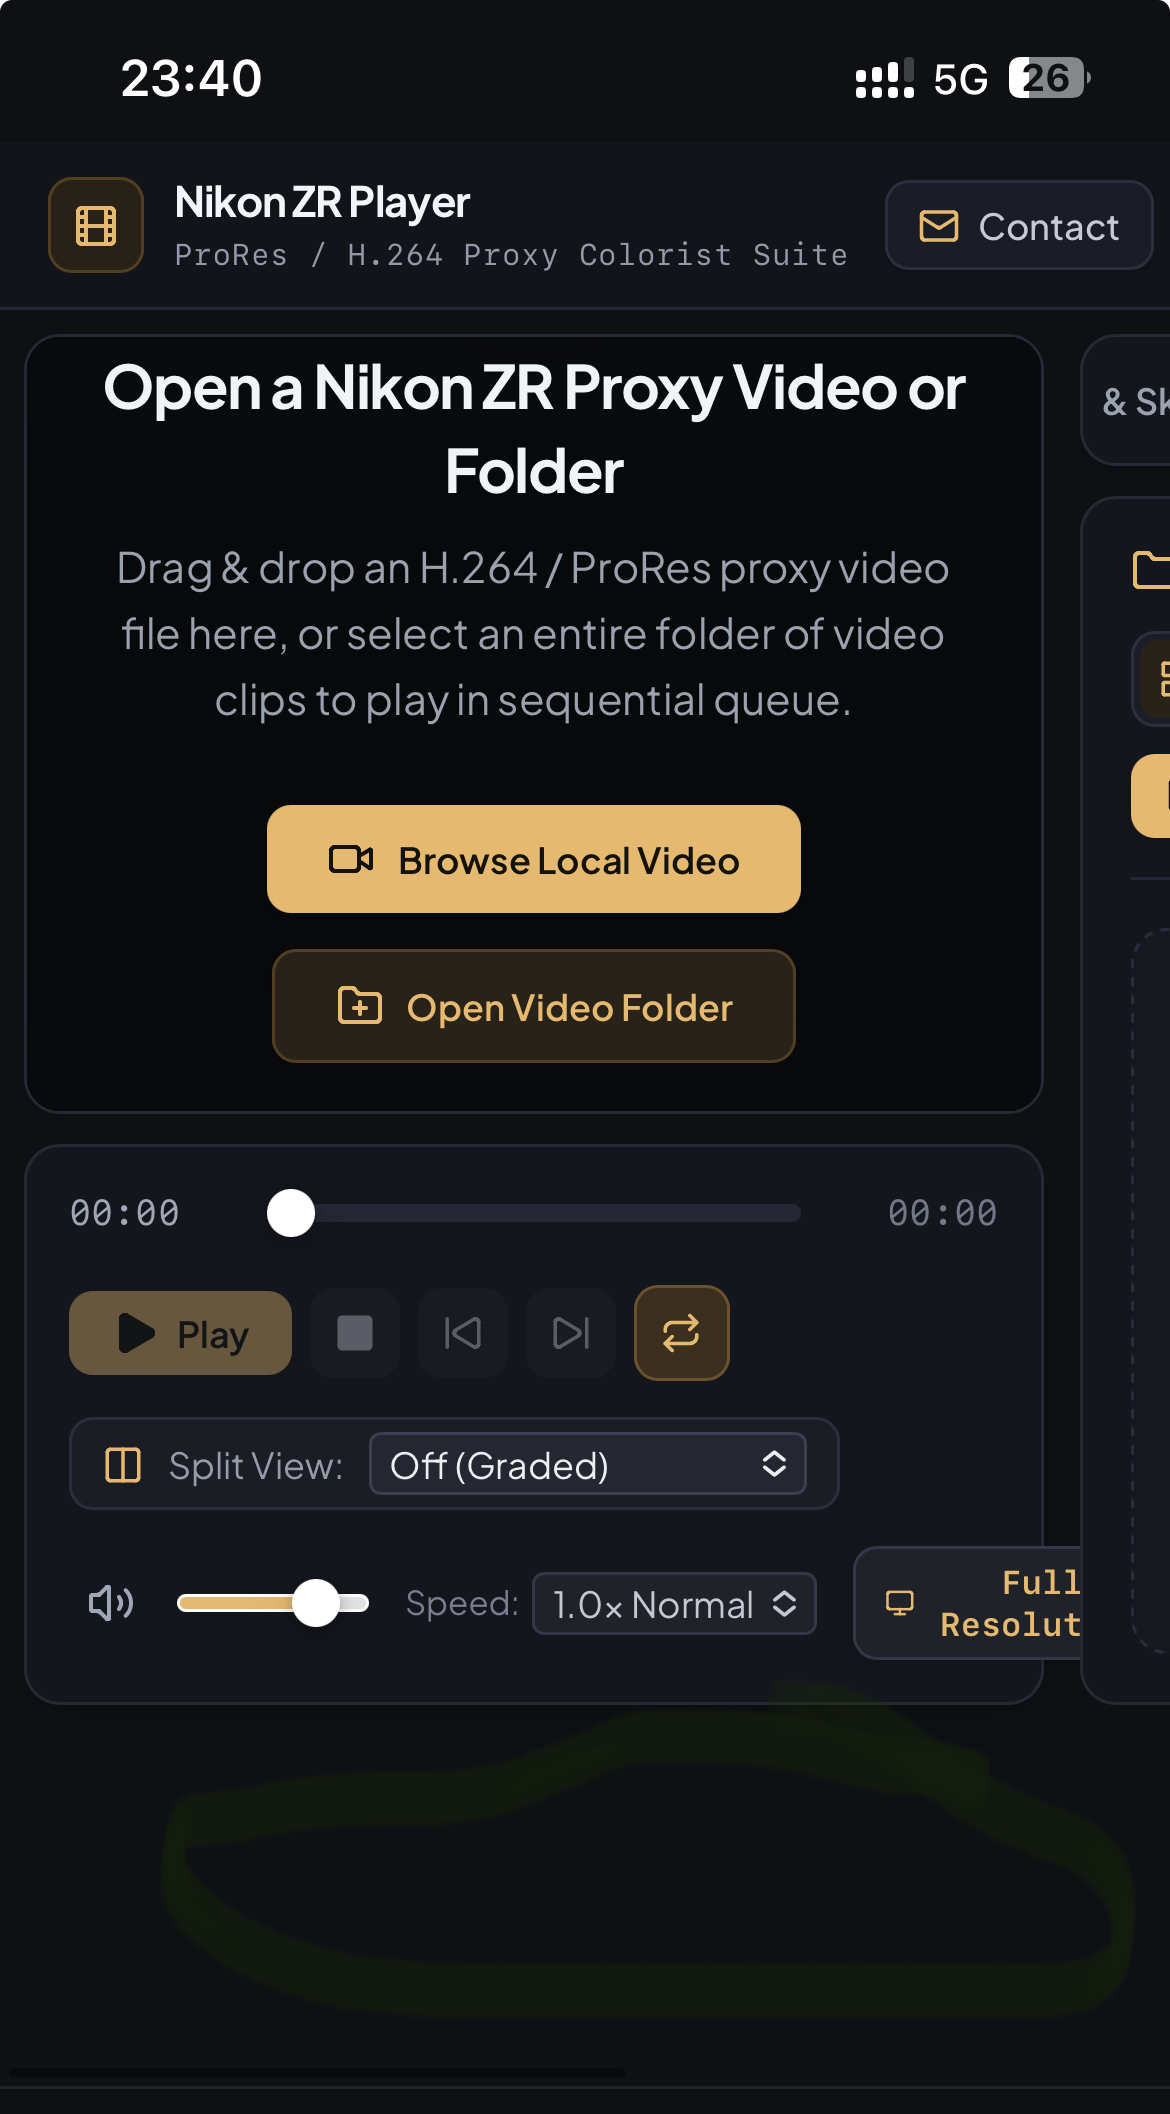 23:40
5G
26
Nikon ZR Player
ProRes / H.264 Proxy Colorist Suite
Contact
Open a Nikon ZR Proxy Video or
Folder
Drag & drop an H.264 / ProRes proxy video
file here, or select an entire folder of video
clips to play in sequential queue.
Browse Local Video
Open Video Folder
00:00
00:00
Play
Split View:
Off (Graded)
Speed:
1.0× Normal
Full
Resolut
& Sk